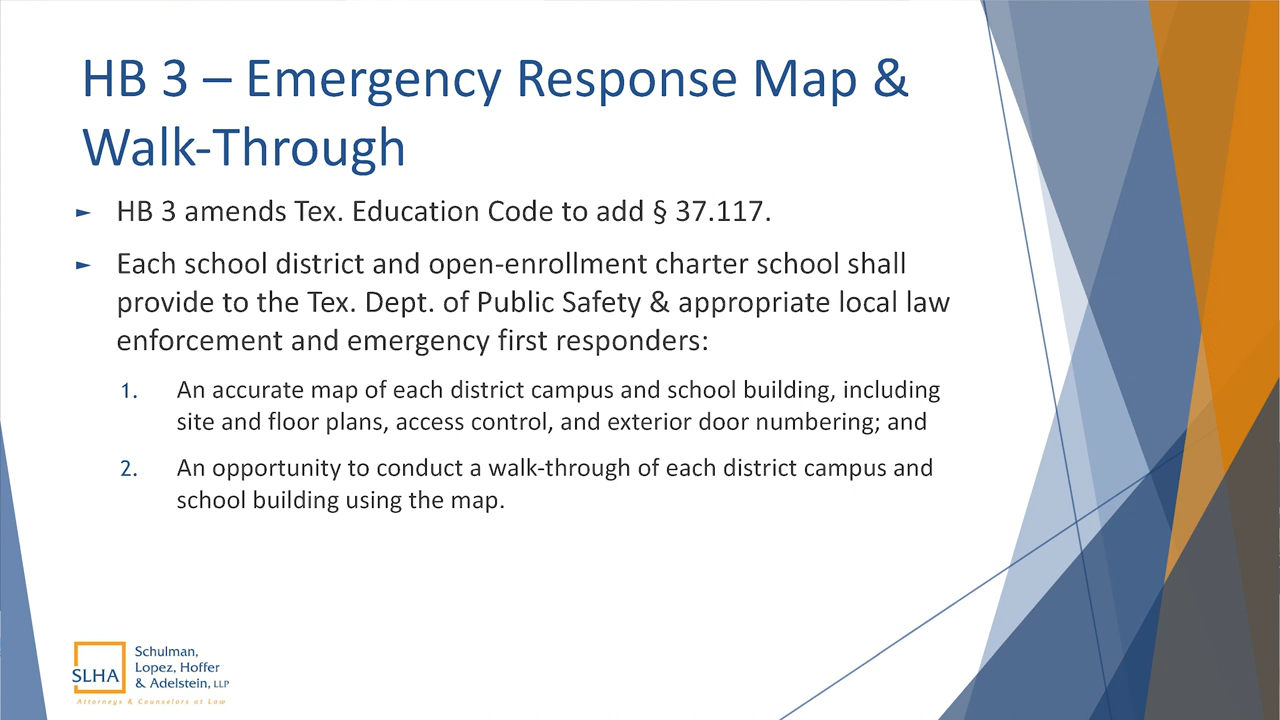 HB 3 – Emergency Response Map &
Walk-Through
► HB 3 amends Tex. Education Code to add § 37.117.
► Each school district and open-enrollment charter school shall
provide to the Tex. Dept. of Public Safety & appropriate local law
enforcement and emergency first responders:
1. An accurate map of each district campus and school building, including
site and floor plans, access control, and exterior door numbering; and
2. An opportunity to conduct a walk-through of each district campus and
school building using the map.
SLHA
Schulman,
Lopez, Hoffer
& Adelstein, LLP
Attorneys & Counselors at Law